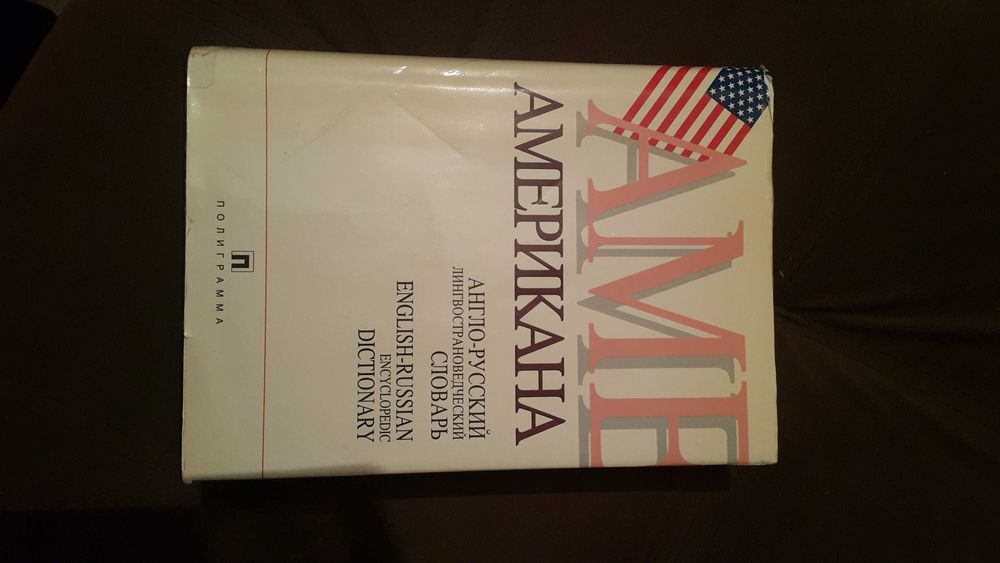 АМЕ
АМЕРИКАНА
АНГЛО-РУССКИЙ
ЛИНГВОСТРАНОВЕДЧЕСКИЙ
СЛОВАРЬ
ENGLISH-RUSSIAN
ENCYCLOPEDIC
DICTIONARY
П
ПОЛИГРАММА